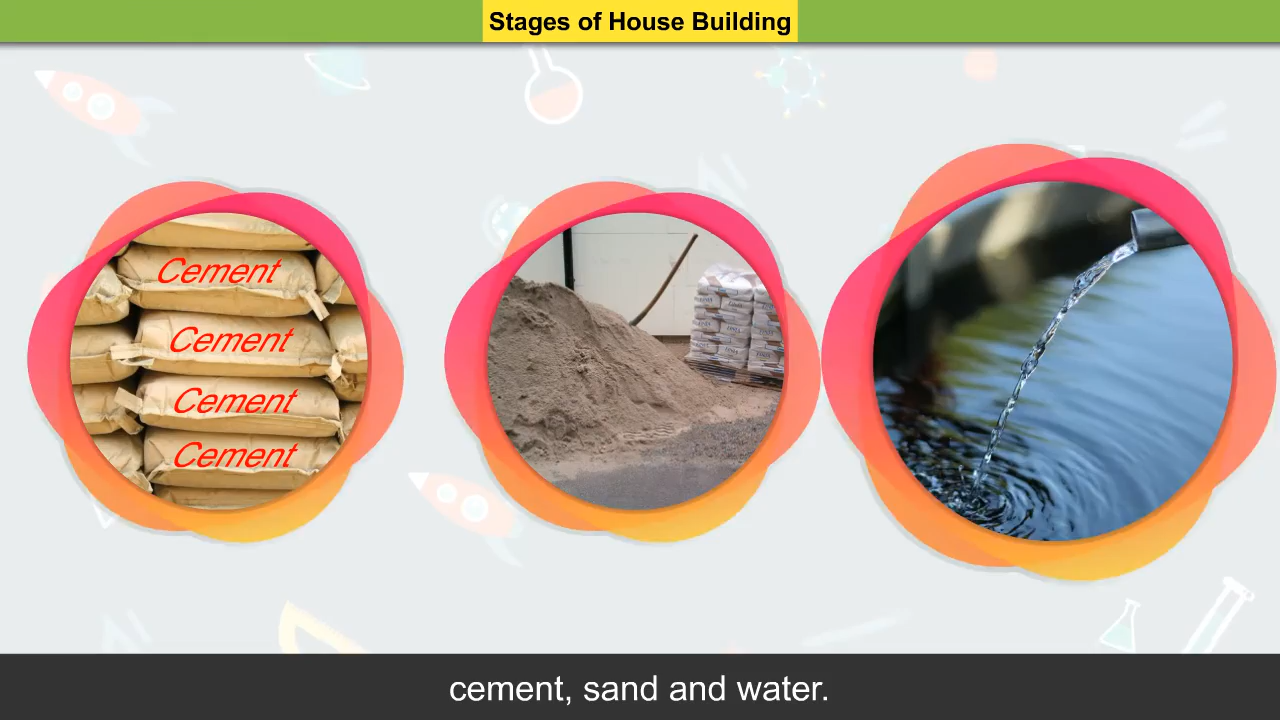 Stages of House Building
Cement
Cement
Cement
Cement
cement, sand and water.